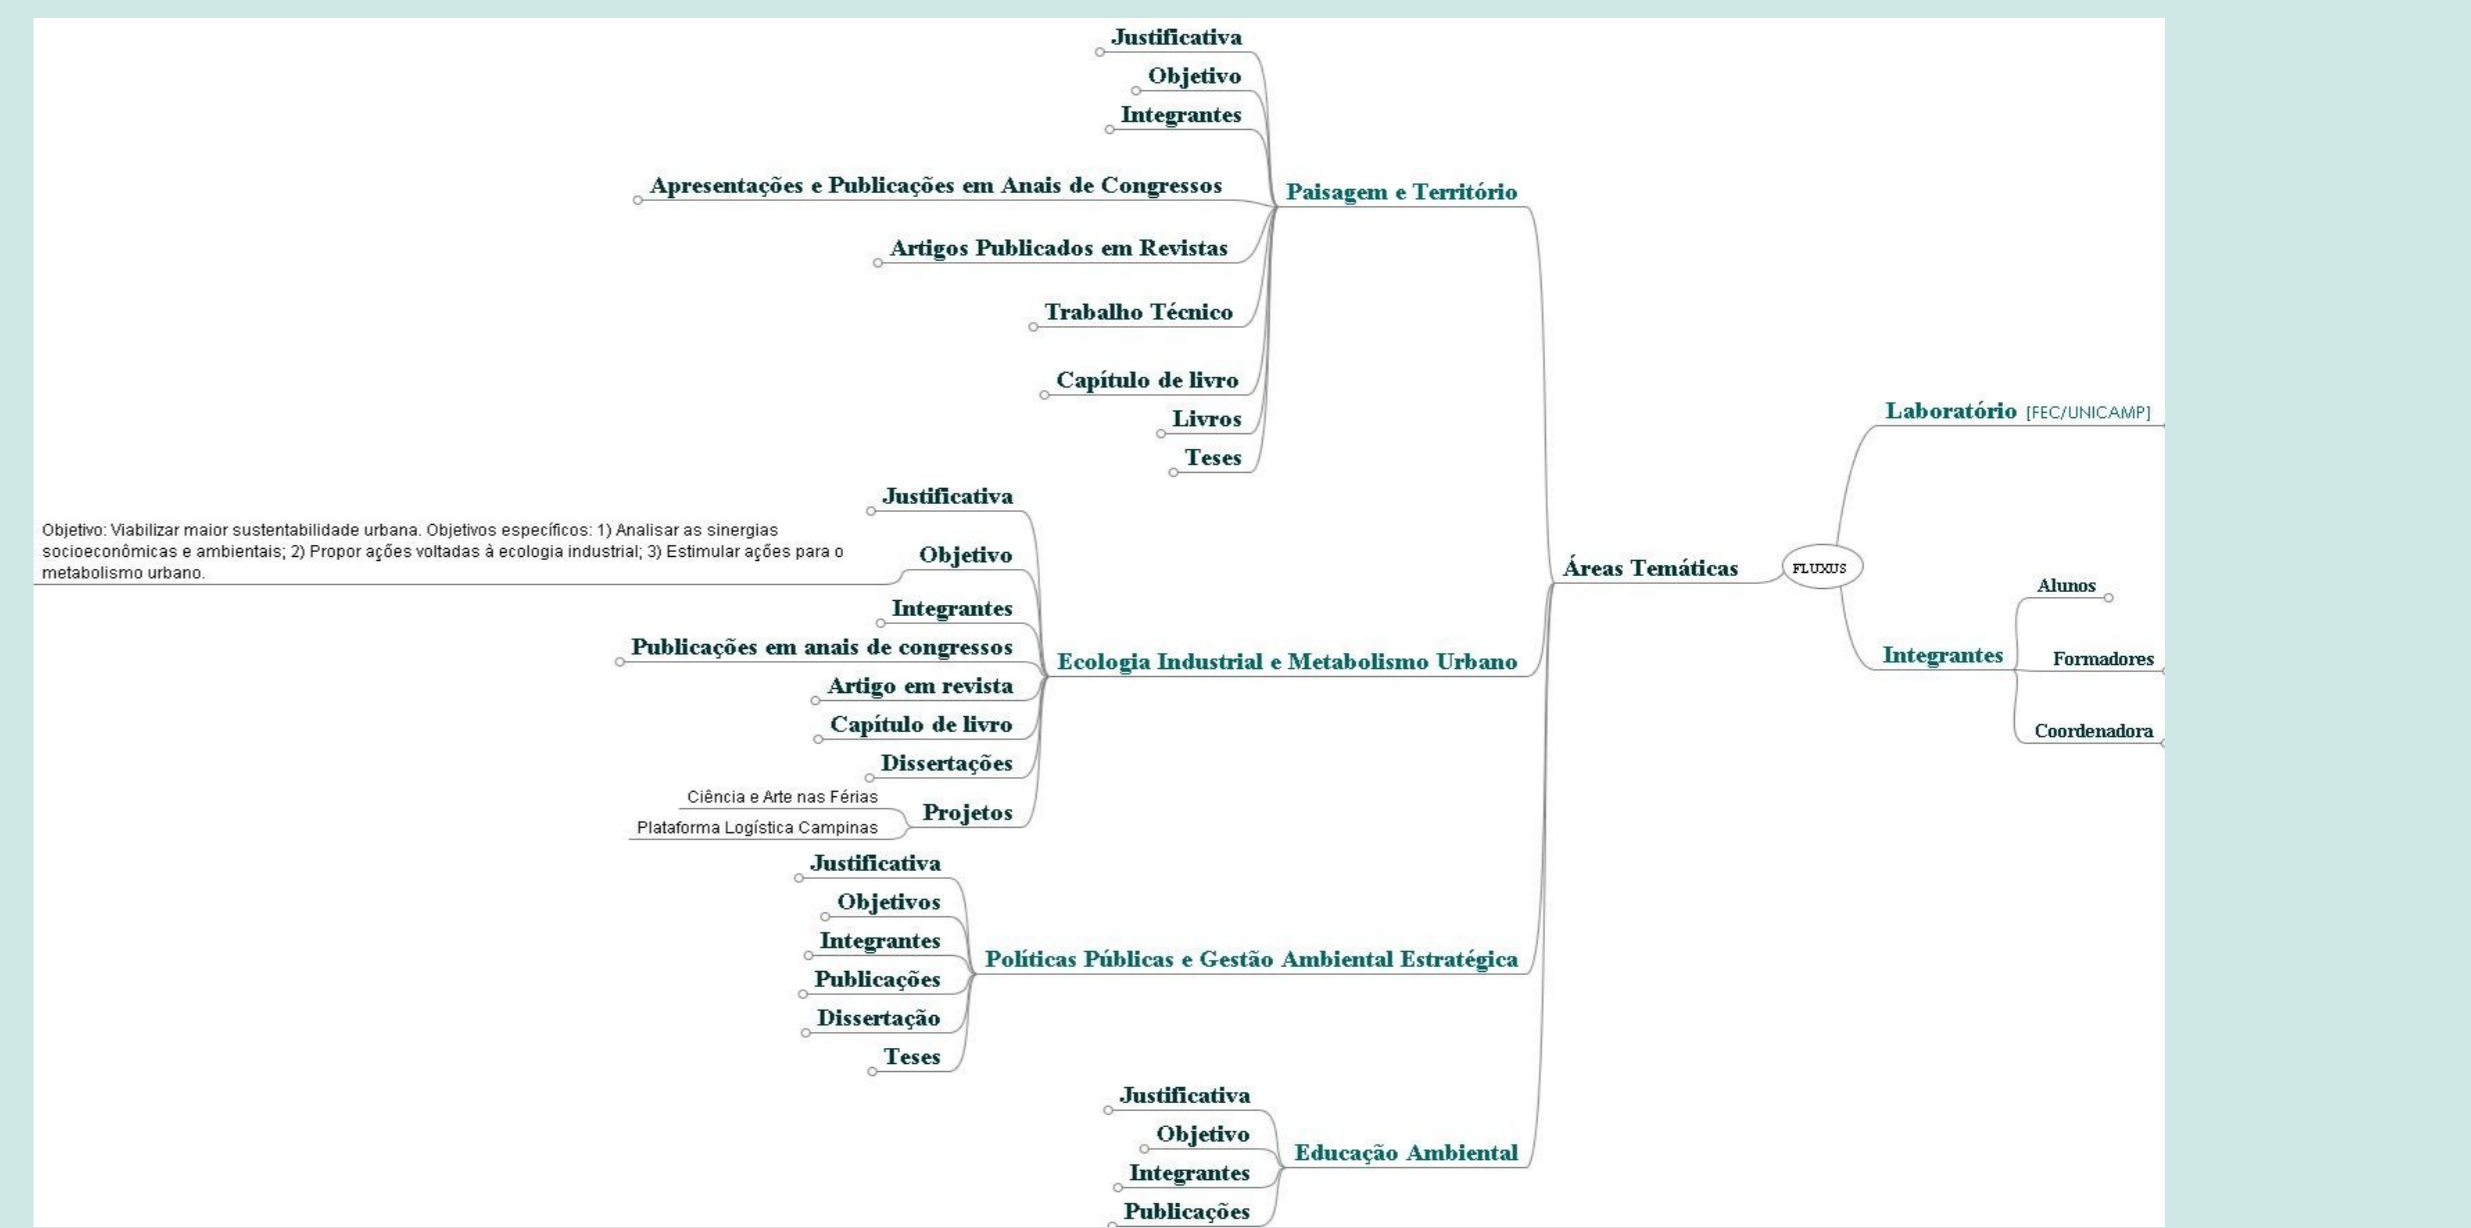 Justificativa
Objetivo
Integrantes
Apresentações e Publicações em Anais de Congressos
Artigos Publicados em Revistas
Trabalho Técnico
Capítulo de livro
Livros
Teses
Paisagem e Território
Justificativa
Objetivo: Viabilizar maior sustentabilidade urbana. Objetivos específicos: 1) Analisar as sinergias
socioeconômicas e ambientais; 2) Propor ações voltadas à ecologia industrial; 3) Estimular ações para o
metabolismo urbano.
Objetivo
Integrantes
Publicações em anais de congressos
Artigo em revista
Capítulo de livro
Dissertações
Ciência e Arte nas Férias
Plataforma Logística Campinas
Projetos
Ecologia Industrial e Metabolismo Urbano
Justificativa
Objetivos
Integrantes
Publicações
Dissertação
Teses
Políticas Públicas e Gestão Ambiental Estratégica
Justificativa
Objetivo
Integrantes
Publicações
Educação Ambiental
Áreas Temáticas
FLUXUS
Laboratório [FEC/UNICAMP]
Integrantes
Alunos
Formadores
Coordenadora